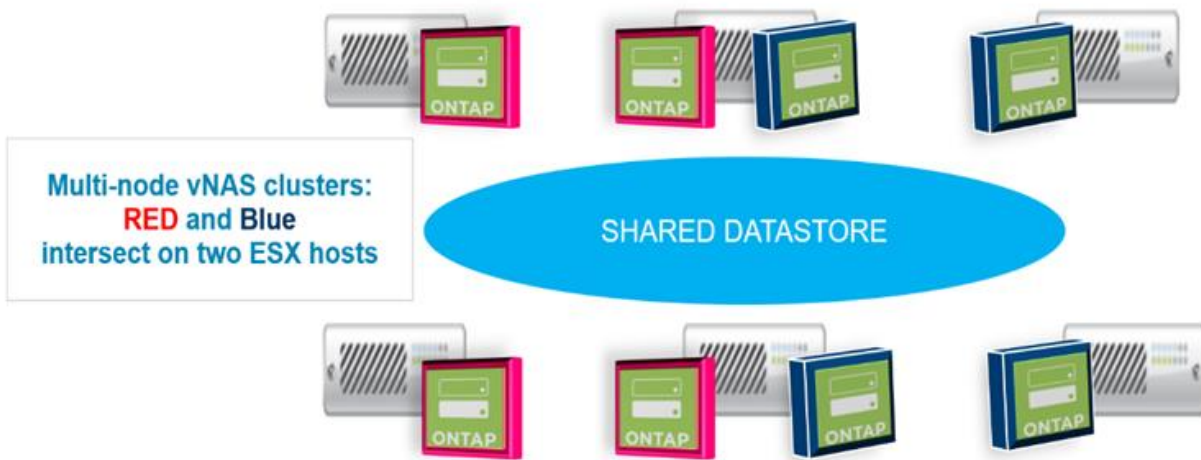 ONTAP
ONTAP
ONTAP
ONTAP
Multi-node vNAS clusters:
RED and Blue
intersect on two ESX hosts
SHARED DATASTORE
ONTAP
ONTAP
ONTAP
ONTAP